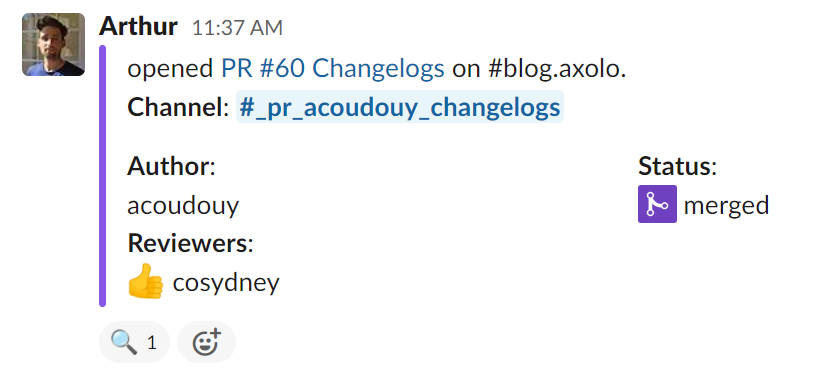 Arthur 11:37 AM
opened PR #60 Changelogs on #blog.axolo.
Channel: #_pr_acoudouy_changelogs
Author: Status:
acoudouy merged
Reviewers:
👍 cosydney
🔍 1